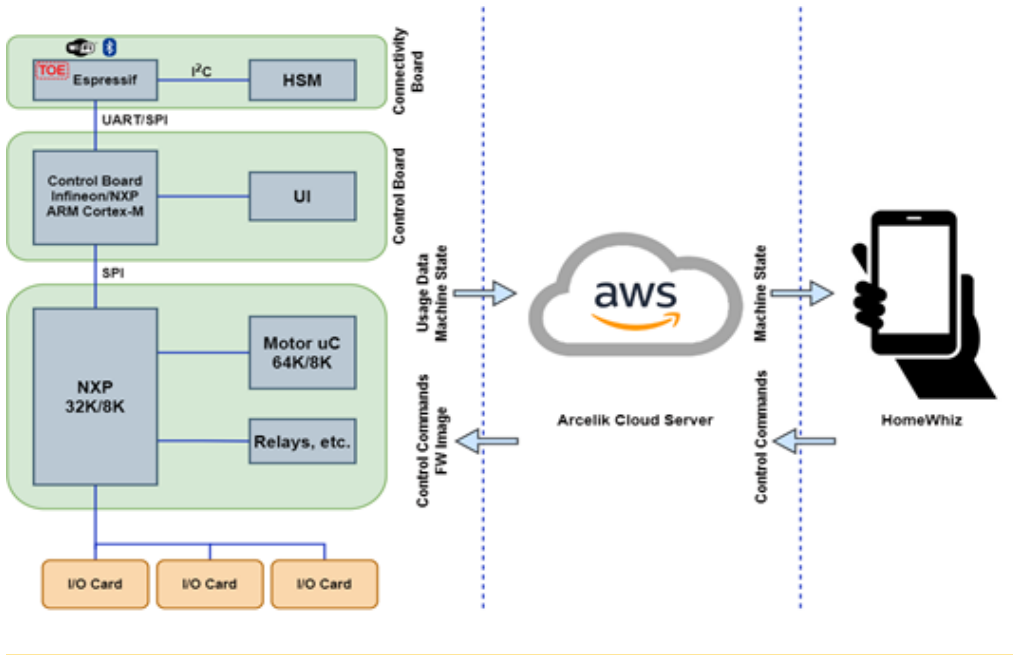 WiFi
TOE
Espressif
I²C
HSM
Connectivity
Board
UART/SPI
Control Board
Infineon/NXP
ARM Cortex-M
UI
Control Board
SPI
NXP
32K/8K
Motor uC
64K/8K
Relays, etc.
I/O Card
I/O Card
I/O Card
Usage Data
Machine State
Control Commands
FW Image
aws
Arcelik Cloud Server
Machine State
Control Commands
HomeWhiz